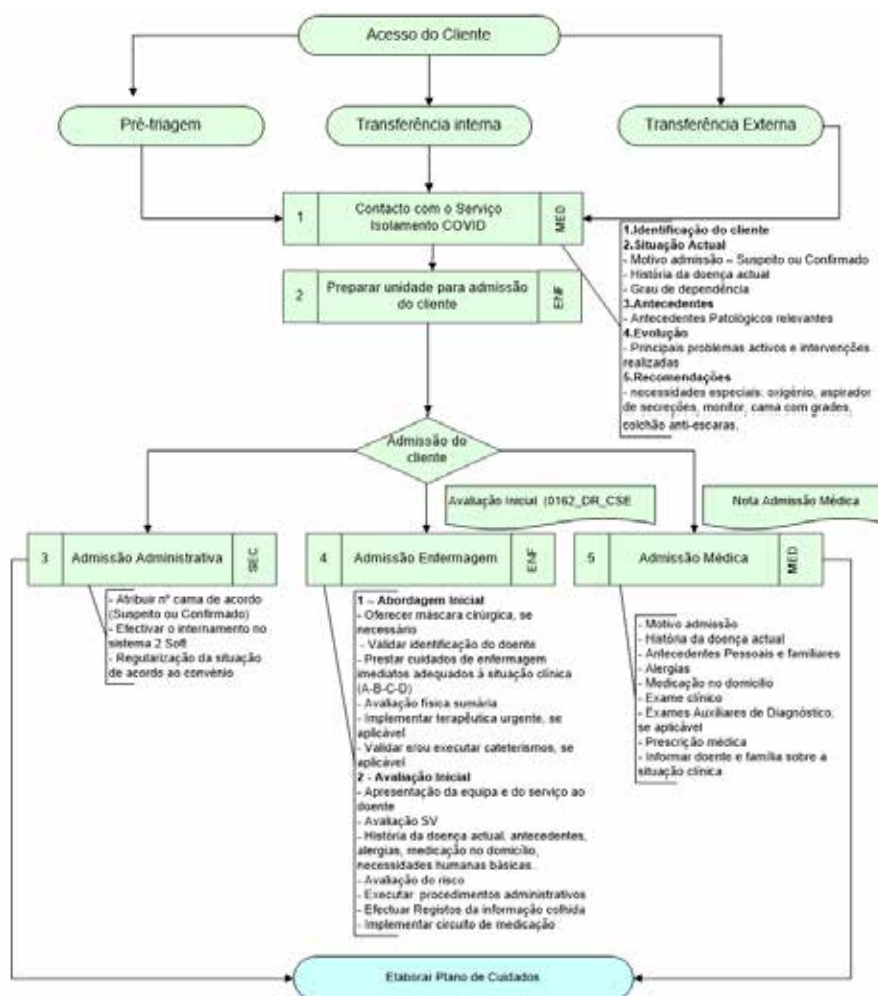 Acesso do Cliente
Pré-triagem
Transferência interna
Transferência Externa
1
Contacto com o Serviço
Isolamento COVID
MED
2
Preparar unidade para admissão
do cliente
ENF
1.Identificação do cliente
2.Situação Actual
- Motivo admissão – Suspeito ou Confirmado
- História da doença actual
- Grau de dependência
3.Antecedentes
- Antecedentes Patológicos relevantes
4.Evolução
- Principais problemas activos e intervenções
realizadas
5.Recomendações
- necessidades especiais: oxigénio, aspirador
de secreções, monitor, cama com grades,
colchão anti-escaras.
Admissão do
cliente
Avaliação Inicial (0162_DR_CSE
Nota Admissão Médica
3
Admissão Administrativa
SEC
- Atribuir nº cama de acordo
(Suspeito ou Confirmado)
- Efectivar o internamento no
sistema 2 Soft
- Regularização da situação
de acordo ao convénio
4
Admissão Enfermagem
ENF
1 – Abordagem Inicial
- Oferecer máscara cirúrgica, se
necessário
- Validar identificação do doente
- Prestar cuidados de enfermagem
imediatos adequados à situação clínica
(A-B-C-D)
- Avaliação física sumária
- Implementar terapêutica urgente, se
aplicável
- Validar e/ou executar cateterismos, se
aplicável
2 - Avaliação Inicial
- Apresentação da equipa e do serviço ao
doente
- Avaliação SV
- História da doença actual, antecedentes,
alergias, medicação no domicílio,
necessidades humanas básicas.
- Avaliação do risco
- Executar procedimentos administrativos
- Efectuar Registos da informação colhida
- Implementar circuito de medicação
5
Admissão Médica
MED
- Motivo admissão
- História da doença actual
- Antecedentes Pessoais e familiares
- Alergias
- Medicação no domicílio
- Exame clínico
- Exames Auxiliares de Diagnóstico,
se aplicável
- Prescrição médica
- Informar doente e família sobre a
situação clínica
Elaborar Plano de Cuidados